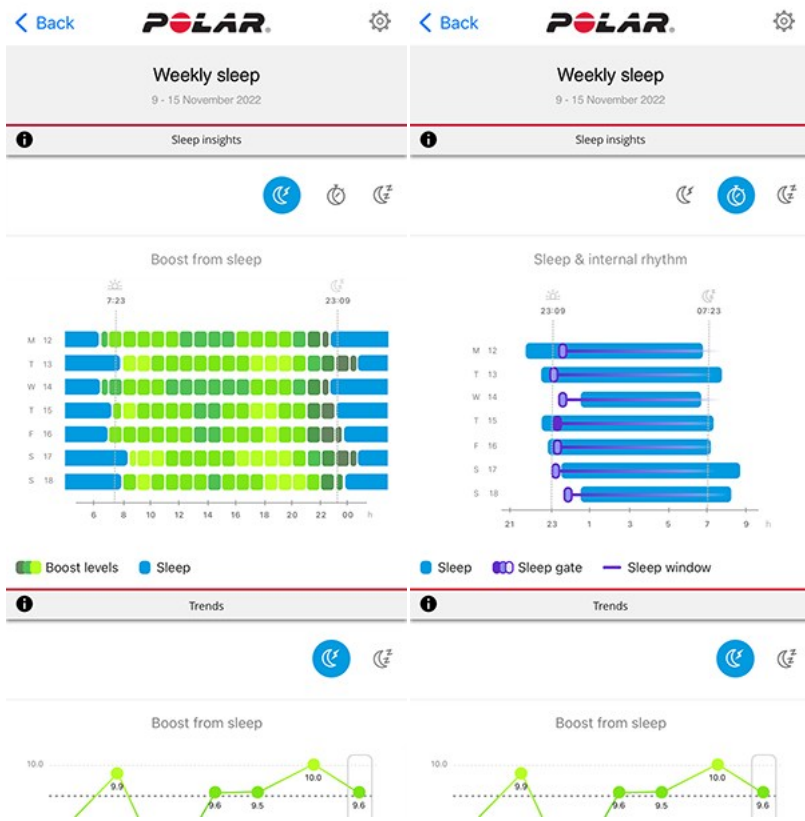 Back
POLAR.
Weekly sleep
9 - 15 November 2022
Sleep insights
Boost from sleep
7:23
23:09
M 12
T 13
W 14
T 15
F 16
S 17
S 18
6 8 10 12 14 16 18 20 22 00 h
Boost levels Sleep
Trends
Boost from sleep
10.0
9.9
9.6
9.5
10.0
9.6
Back
POLAR.
Weekly sleep
9 - 15 November 2022
Sleep insights
Sleep & internal rhythm
23:09
07:23
M 12
T 13
W 14
T 15
F 16
S 17
S 18
21 23 1 3 5 7 9 h
Sleep Sleep gate Sleep window
Trends
Boost from sleep
10.0
9.9
9.6
9.5
10.0
9.6